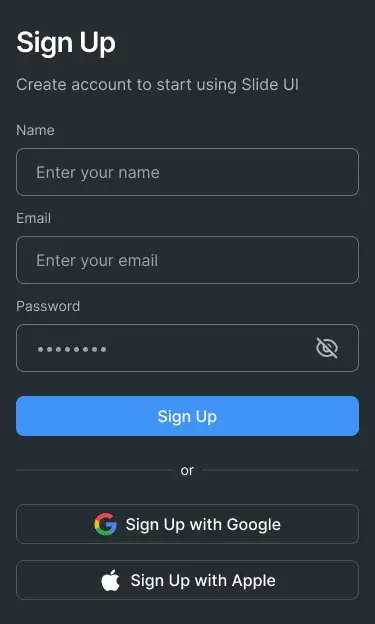 Sign Up
Create account to start using Slide UI
Name
Enter your name
Email
Enter your email
Password
••••••••
Sign Up
or
Sign Up with Google
Sign Up with Apple